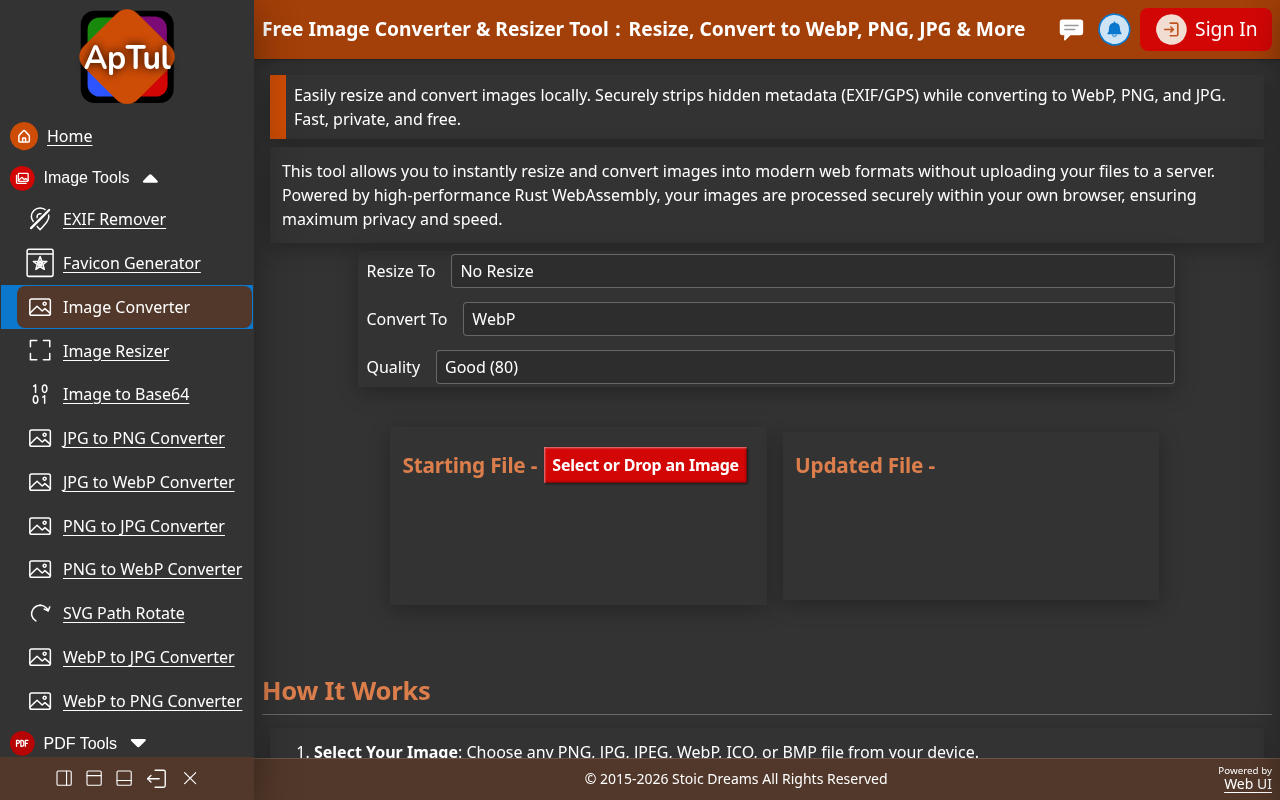 ApTul
Home
Image Tools
EXIF Remover
Favicon Generator
Image Converter
Image Resizer
Image to Base64
JPG to PNG Converter
JPG to WebP Converter
PNG to JPG Converter
PNG to WebP Converter
SVG Path Rotate
WebP to JPG Converter
WebP to PNG Converter
PDF PDF Tools
Free Image Converter & Resizer Tool : Resize, Convert to WebP, PNG, JPG & More
Sign In
Easily resize and convert images locally. Securely strips hidden metadata (EXIF/GPS) while converting to WebP, PNG, and JPG.
Fast, private, and free.
This tool allows you to instantly resize and convert images into modern web formats without uploading your files to a server.
Powered by high-performance Rust WebAssembly, your images are processed securely within your own browser, ensuring
maximum privacy and speed.
Resize To No Resize
Convert To WebP
Quality Good (80)
Starting File - Select or Drop an Image
Updated File -
How It Works
1. Select Your Image: Choose any PNG, JPG, JPEG, WebP, ICO, or BMP file from your device.
© 2015-2026 Stoic Dreams All Rights Reserved
Powered by
Web UI